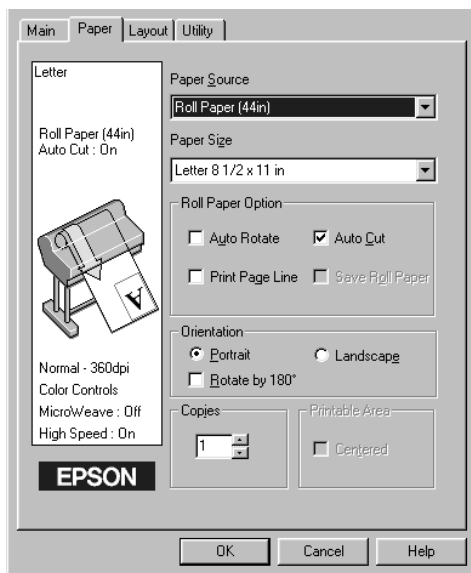 Main Paper Layout Utility
Letter
Roll Paper (44in)
Auto Cut : On
A
Normal - 360dpi
Color Controls
MicroWeave : Off
High Speed : On
EPSON
Paper Source
Roll Paper (44in)
Paper Size
Letter 8 1/2 x 11 in
Roll Paper Option
Auto Rotate Auto Cut
Print Page Line Save Roll Paper
Orientation
Portrait Landscape
Rotate by 180°
Copies Printable Area
1 Centered
OK Cancel Help